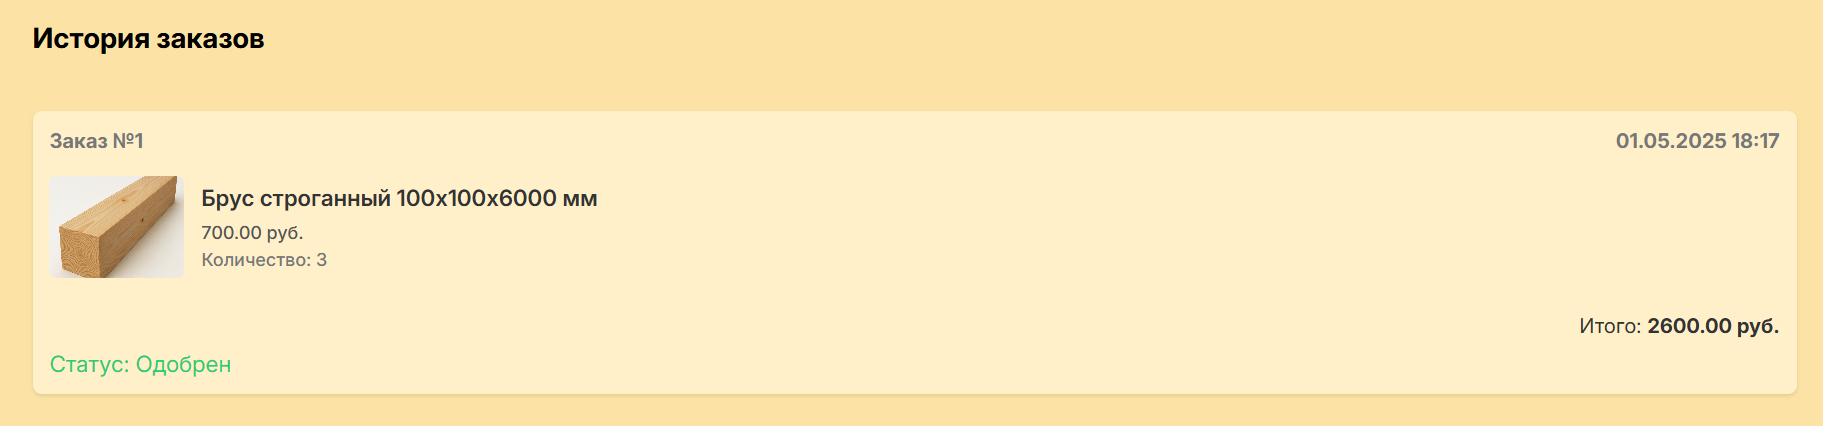 История заказов
Заказ №1
01.05.2025 18:17
Брус строганный 100х100х6000 мм
700.00 руб.
Количество: 3
Итого: 2600.00 руб.
Статус: Одобрен